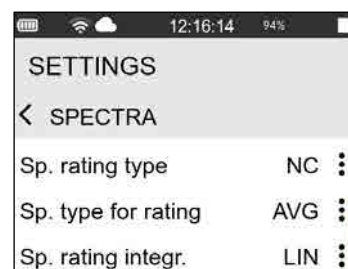 12:16:14 94%
SETTINGS
SPECTRA
Sp. rating type NC
Sp. type for rating AVG
Sp. rating integr. LIN